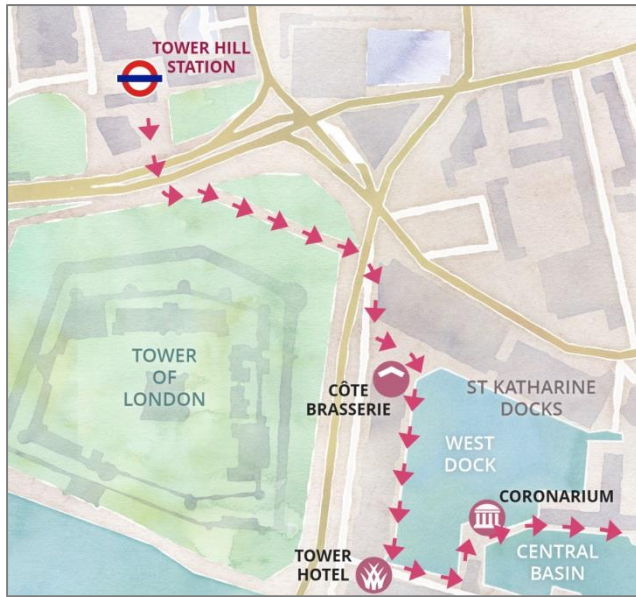 TOWER HILL
STATION
TOWER
OF
LONDON
CÔTE
BRASSERIE
ST KATHARINE
DOCKS
WEST
DOCK
CORONARIUM
TOWER
HOTEL
CENTRAL
BASIN